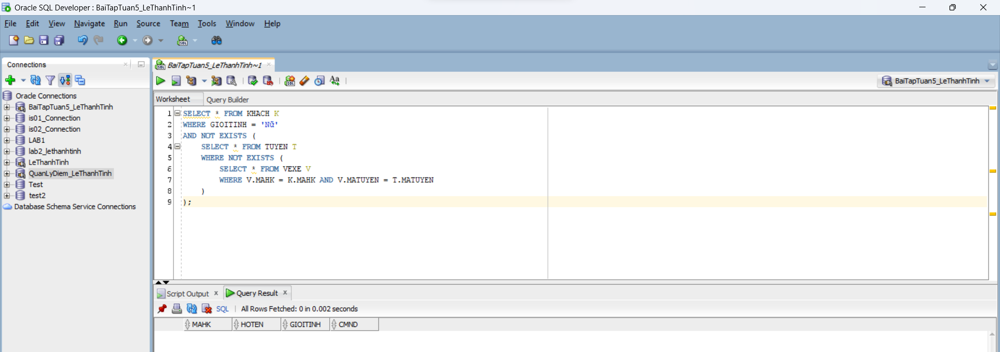 Oracle SQL Developer : BaiTapTuan5_LeThanhTinh~1
File Edit View Navigate Run Source Team Tools Window Help
Connections
Oracle Connections
BaiTapTuan5_LeThanhTinh
is01_Connection
is02_Connection
LAB1
lab2_lethanhtinh
LeThanhTinh
QuanLyDiem_LeThanhTinh
Test
test2
Database Schema Service Connections
BaiTapTuan5_LeThanhTinh~1
BaiTapTuan5_LeThanhTinh
Worksheet Query Builder
1 SELECT * FROM KHACH K
2 WHERE GIOITINH = 'Nữ'
3 AND NOT EXISTS (
4 SELECT * FROM TUYEN T
5 WHERE NOT EXISTS (
6 SELECT * FROM VEXE V
7 WHERE V.MAHK = K.MAHK AND V.MATUYEN = T.MATUYEN
8 )
9 );
Script Output x Query Result x
SQL | All Rows Fetched: 0 in 0.002 seconds
MAHK HOTEN GIOITINH CMND